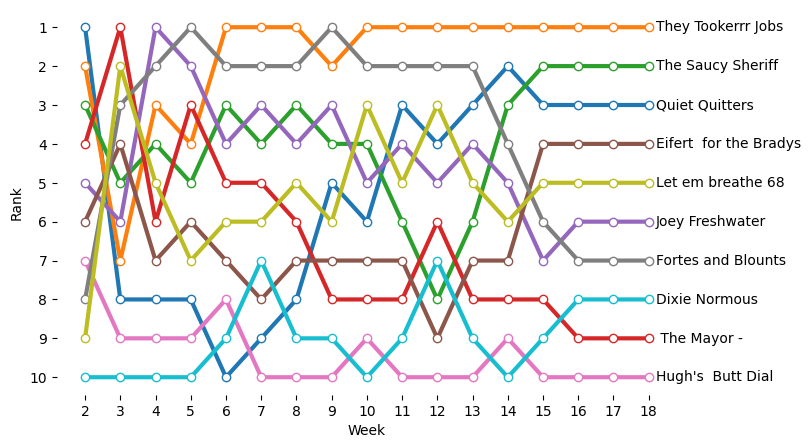 1 They Tookerrr Jobs
2 The Saucy Sheriff
3 Quiet Quitters
4 Eifert  for the Bradys
5 Let em breathe 68
6 Joey Freshwater
7 Fortes and Blounts
8 Dixie Normous
9 The Mayor -
10 Hugh's  Butt Dial
Rank
2 3 4 5 6 7 8 9 10 11 12 13 14 15 16 17 18
Week